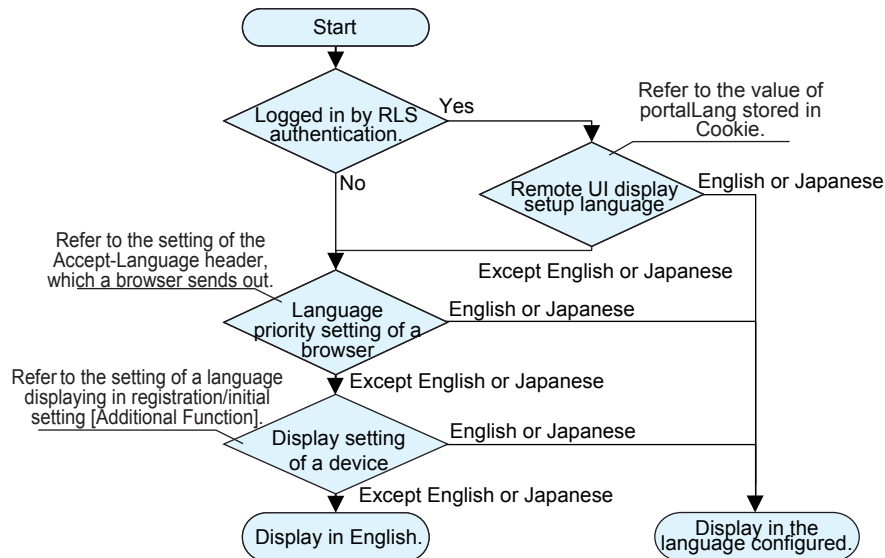 Start
Logged in by RLS
authentication.
Yes
No
Refer to the value of
portalLang stored in
Cookie.
Remote UI display
setup language
English or Japanese
Except English or Japanese
Refer to the setting of the
Accept-Language header,
which a browser sends out.
Language
priority setting of a
browser
English or Japanese
Except English or Japanese
Refer to the setting of a language
displaying in registration/initial
setting [Additional Function].
Display setting
of a device
English or Japanese
Except English or Japanese
Display in English.
Display in the
language configured.